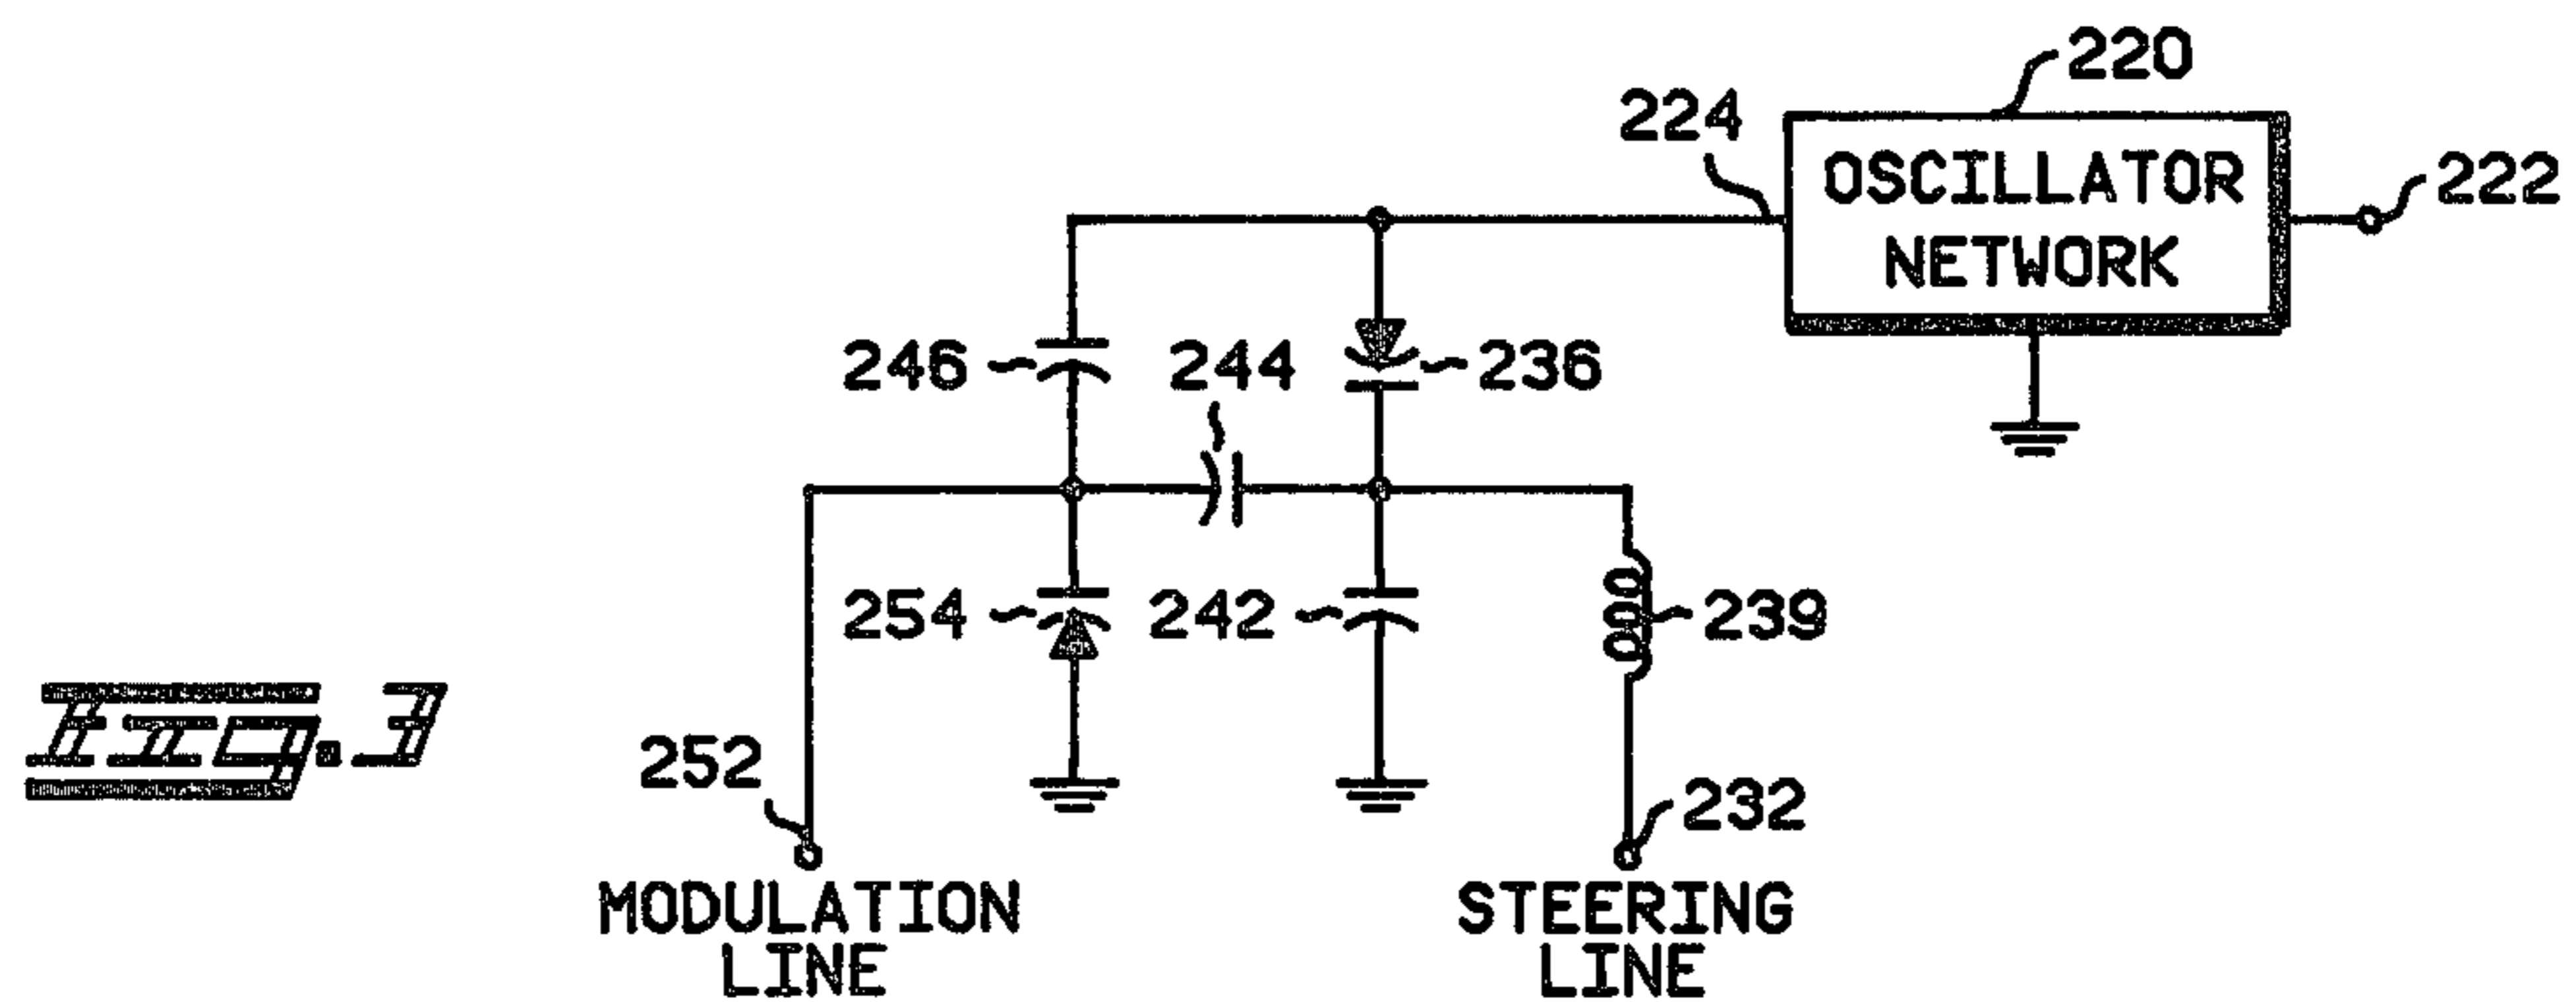 220
224
OSCILLATOR
NETWORK
222
246
244
236
254
242
239
Fig. 3
252
232
MODULATION
LINE
STEERING
LINE